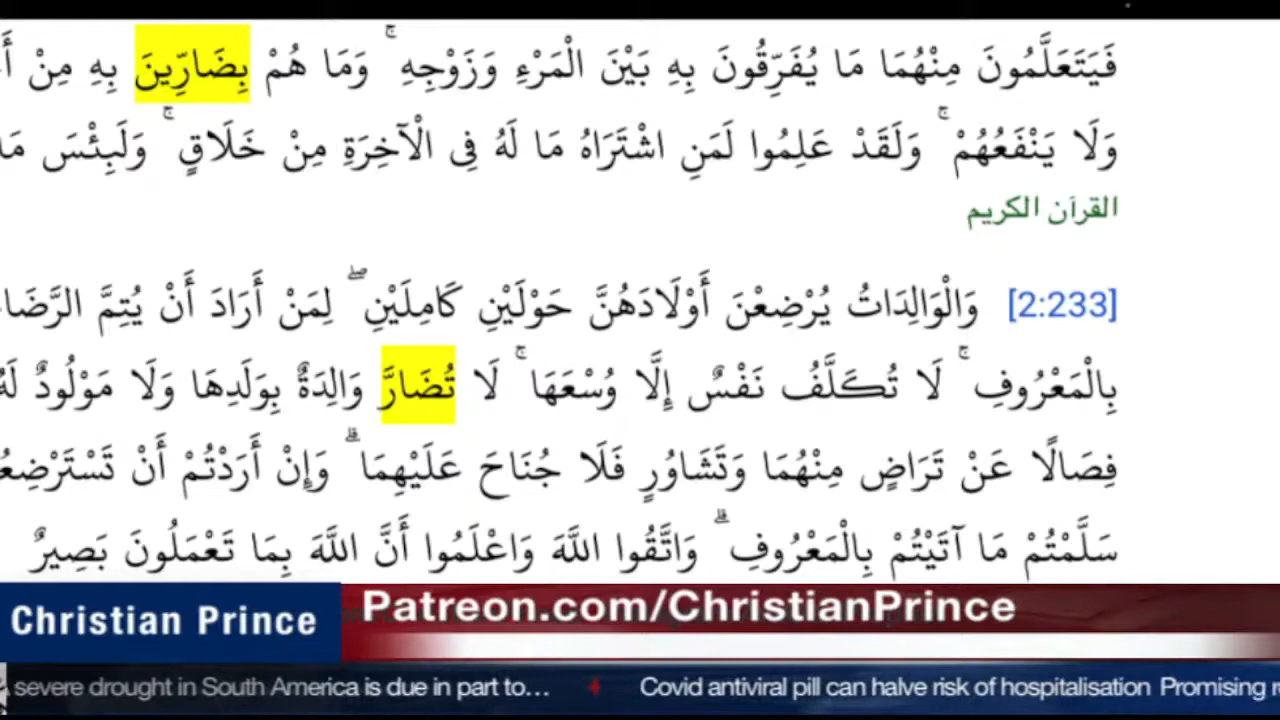 فَيَتَعَلَّمُونَ مِنْهُمَا مَا يُفَرِّقُونَ بِهِ بَيْنَ الْمَرْءِ وَزَوْجِهِ ۚ وَمَا هُمْ بِضَارِّينَ بِهِ مِنْ
وَلَا يَنْفَعُهُمْ ۚ وَلَقَدْ عَلِمُوا لَمَنِ اشْتَرَاهُ مَا لَهُ فِي الْآخِرَةِ مِنْ خَلَاقٍ ۚ وَلَبِئْسَ مَا
القرآن الكريم
[2:233] وَالْوَالِدَاتُ يُرْضِعْنَ أَوْلَادَهُنَّ حَوْلَيْنِ كَامِلَيْنِ ۖ لِمَنْ أَرَادَ أَنْ يُتِمَّ الرَّضَا
بِالْمَعْرُوفِ ۚ لَا تُكَلَّفُ نَفْسٌ إِلَّا وُسْعَهَا ۚ لَا تُضَارَّ وَالِدَةٌ بِوَلَدِهَا وَلَا مَوْلُودٌ لَهُ
فِصَالًا عَنْ تَرَاضٍ مِنْهُمَا وَتَشَاوُرٍ فَلَا جُنَاحَ عَلَيْهِمَا ۗ وَإِنْ أَرَدْتُمْ أَنْ تَسْتَرْضِعُ
سَلَّمْتُمْ مَا آتَيْتُمْ بِالْمَعْرُوفِ ۗ وَاتَّقُوا اللَّهَ وَاعْلَمُوا أَنَّ اللَّهَ بِمَا تَعْمَلُونَ بَصِيرٌ
Patreon.com/ChristianPrince
Christian Prince
severe drought in South America is due in part to... Covid antiviral pill can halve risk of hospitalisation Promising